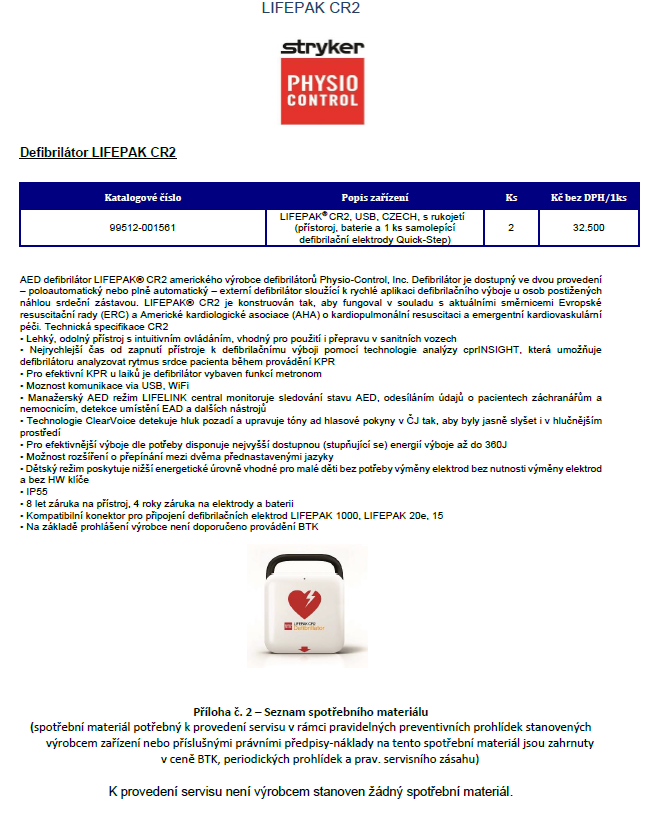 LIFEPAK CR2
stryker
PHYSIO
CONTROL
Defibrilátor LIFEPAK CR2
Katalogové číslo Popis zařízení Ks Kč bez DPH/1ks
99512-001561 LIFEPAK® CR2, USB, CZECH, s rukojetí (přístoroj, baterie a 1 ks samolepící defibrilační elektrody Quick-Step) 2 32.500
AED defibrilátor LIFEPAK® CR2 amerického výrobce defibrilátorů Physio-Control, Inc. Defibrilátor je dostupný ve dvou provedení
– poloautomatický nebo plně automatický – externí defibrilátor sloužící k rychlé aplikaci defibrilačního výboje u osob postižených
náhlou srdeční zástavou. LIFEPAK® CR2 je konstruován tak, aby fungoval v souladu s aktuálními směrnicemi Evropské
resuscitační rady (ERC) a Americké kardiologické asociace (AHA) o kardiopulmonální resuscitaci a emergentní kardiovaskulární
péči. Technická specifikace CR2
• Lehký, odolný přístroj s intuitivním ovládáním, vhodný pro použití i přepravu v sanitních vozech
• Nejrychlejší čas od zapnutí přístroje k defibrilačnímu výboji pomocí technologie analýzy cprINSIGHT, která umožňuje
defibrilátoru analyzovat rytmus srdce pacienta během provádění KPR
• Pro efektivní KPR u laiků je defibrilátor vybaven funkcí metronom
• Moznost komunikace via USB, WiFi
• Manažerský AED režim LIFELINK central monitoruje sledování stavu AED, odesíláním údajů o pacientech záchranářům a
nemocnicím, detekce umístění EAD a dalších nástrojů
• Technologie ClearVoice detekuje hluk pozadí a upravuje tóny ad hlasové pokyny v ČJ tak, aby byly jasně slyšet i v hlučnějším
prostředí
• Pro efektivnější výboje dle potřeby disponuje nejvyšší dostupnou (stupňující se) energií výboje až do 360J
• Možnost rozšíření o přepínání mezi dvěma přednastavenými jazyky
• Dětský režim poskytuje nižší energetické úrovně vhodné pro malé děti bez potřeby výměny elektrod bez nutnosti výměny elektrod
a bez HW klíče
• IP55
• 8 let záruka na přístroj, 4 roky záruka na elektrody a baterii
• Kompatibilní konektor pro připojení defibrilačních elektrod LIFEPAK 1000, LIFEPAK 20e, 15
• Na základě prohlášení výrobce není doporučeno provádění BTK
LIFEPAK CR2
Defibrillator
Příloha č. 2 – Seznam spotřebního materiálu
(spotřební materiál potřebný k provedení servisu v rámci pravidelných preventivních prohlídek stanovených
výrobcem zařízení nebo příslušnými právními předpisy-náklady na tento spotřební materiál jsou zahrnuty
v ceně BTK, periodických prohlídek a prav. servisního zásahu)
K provedení servisu není výrobcem stanoven žádný spotřební materiál.